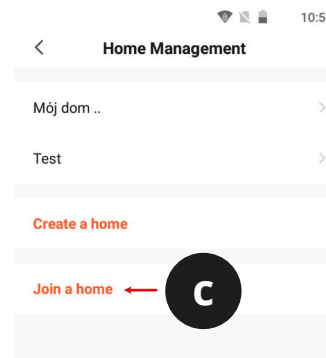 10:5
Home Management
Mój dom ..
Test
Create a home
Join a home
C